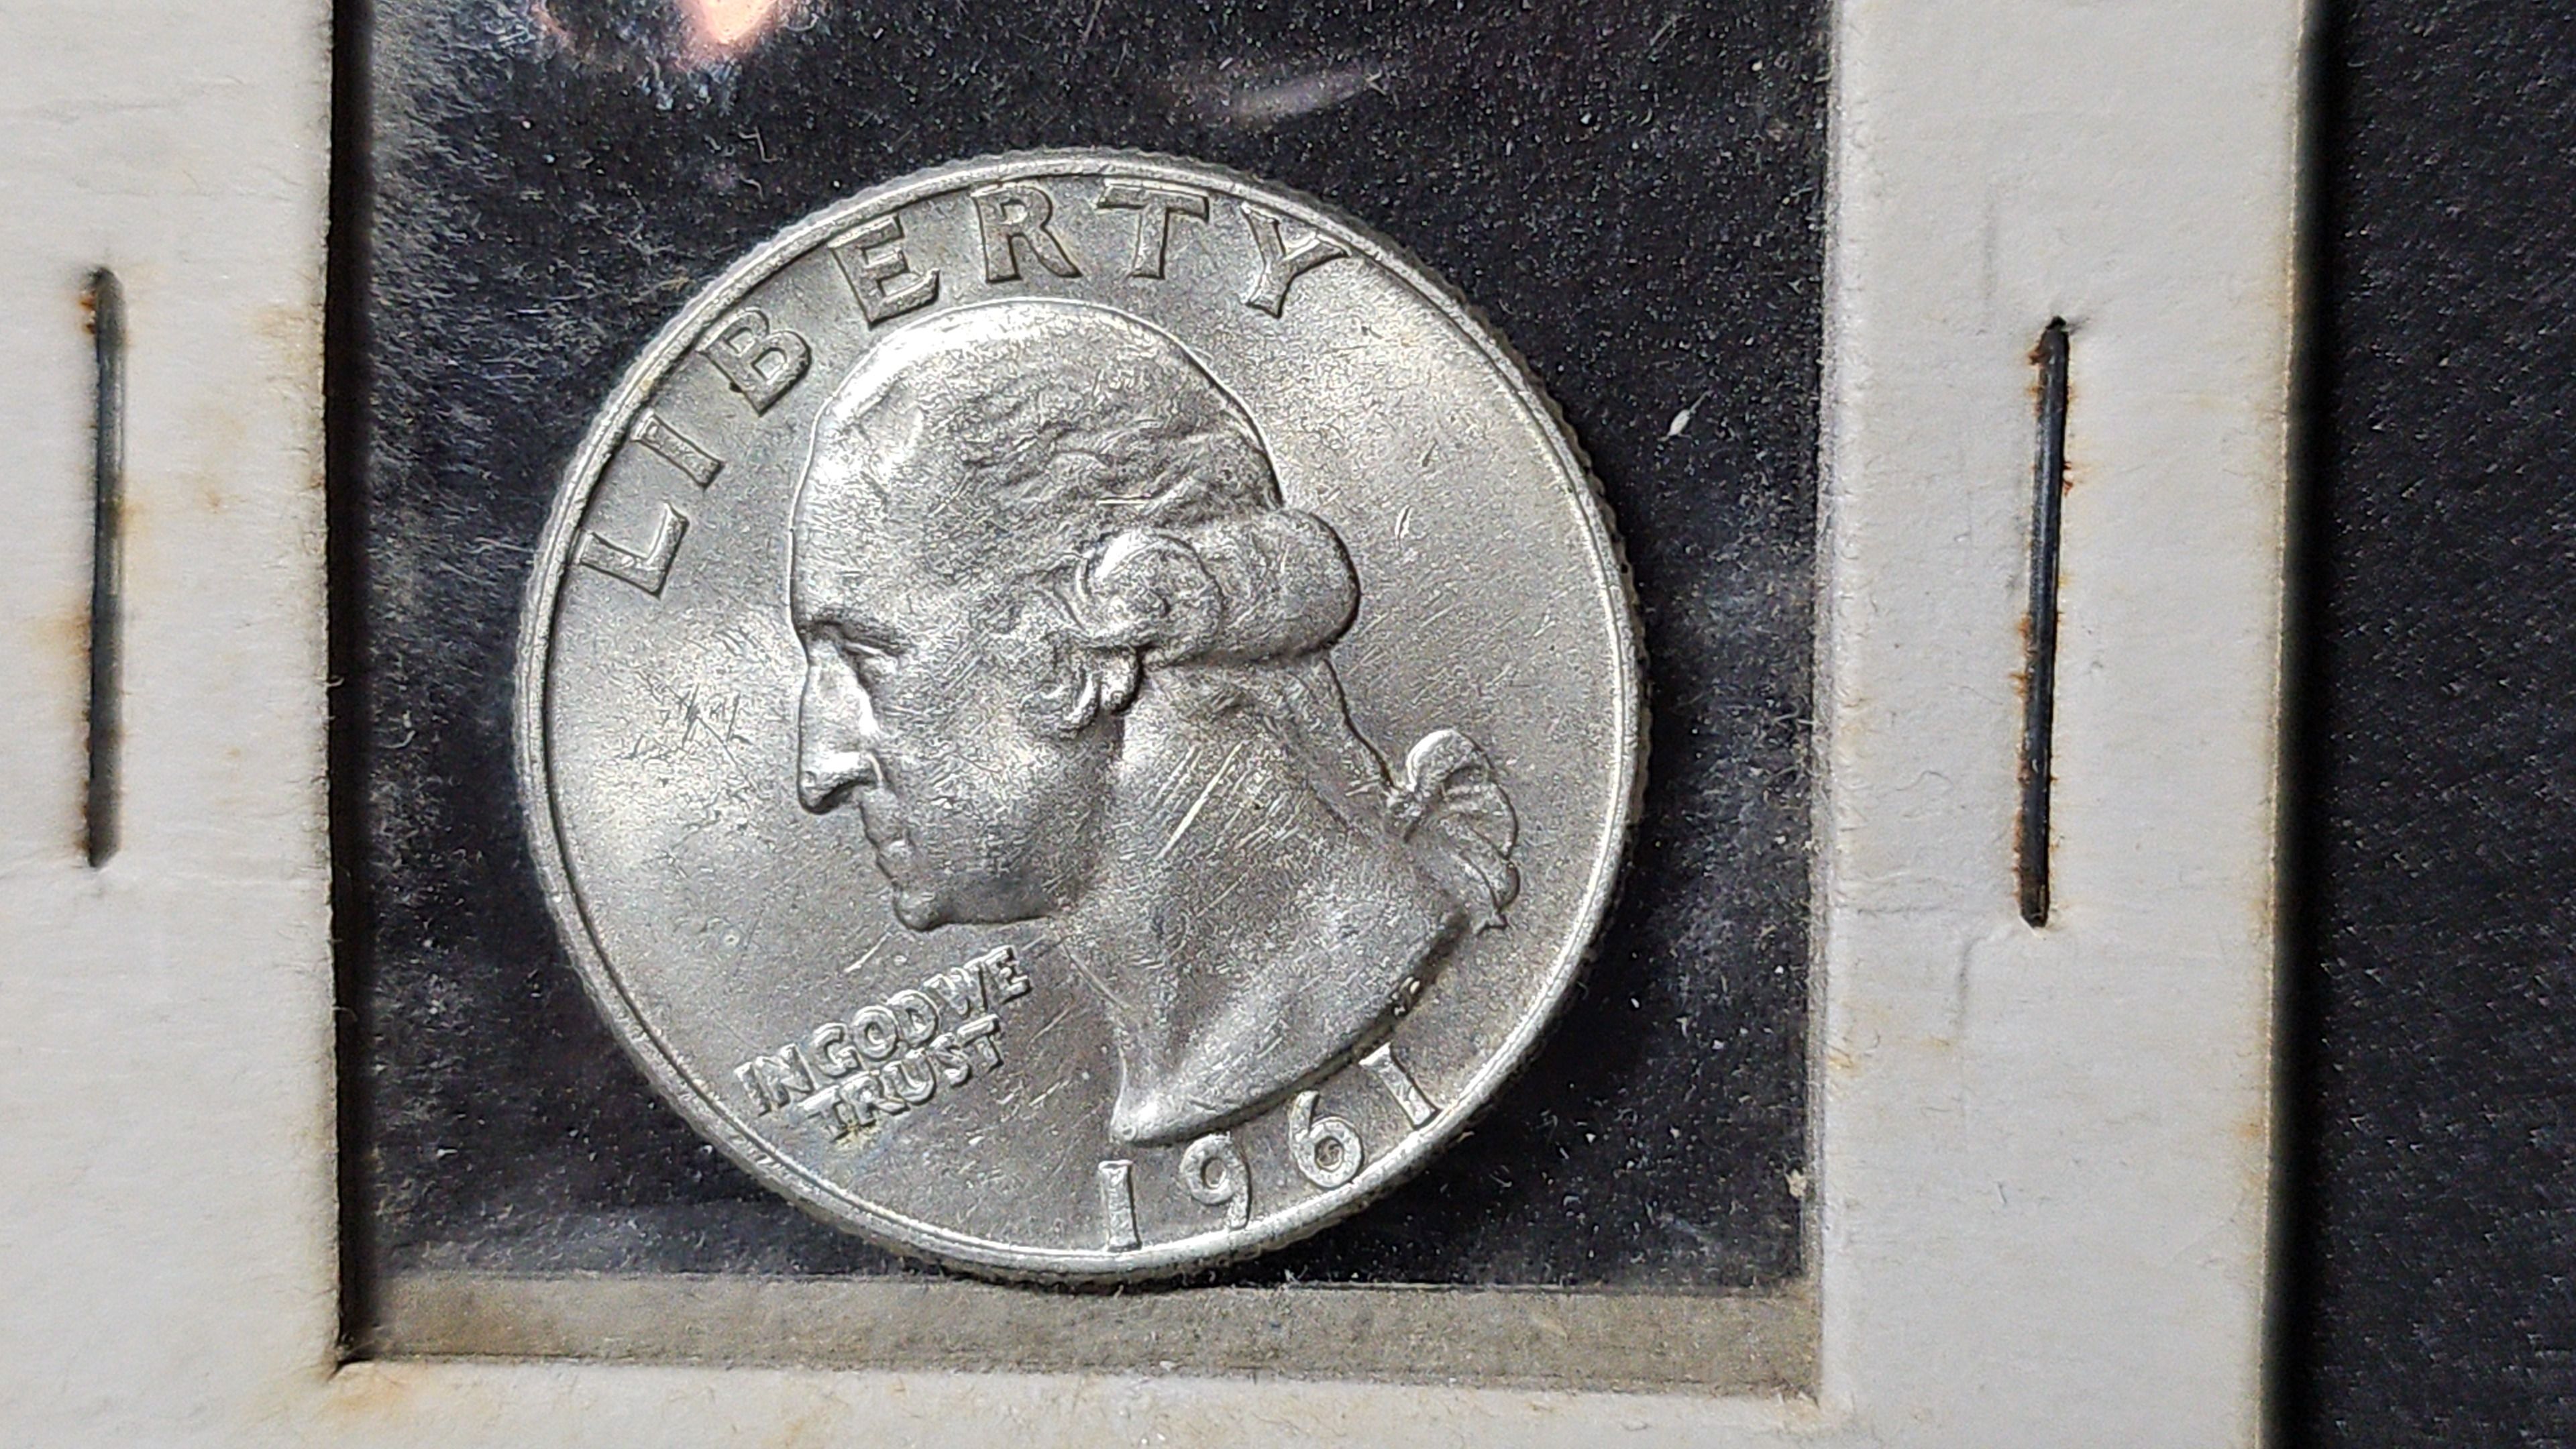 LIBERTY
IN GOD WE
TRUST
1961